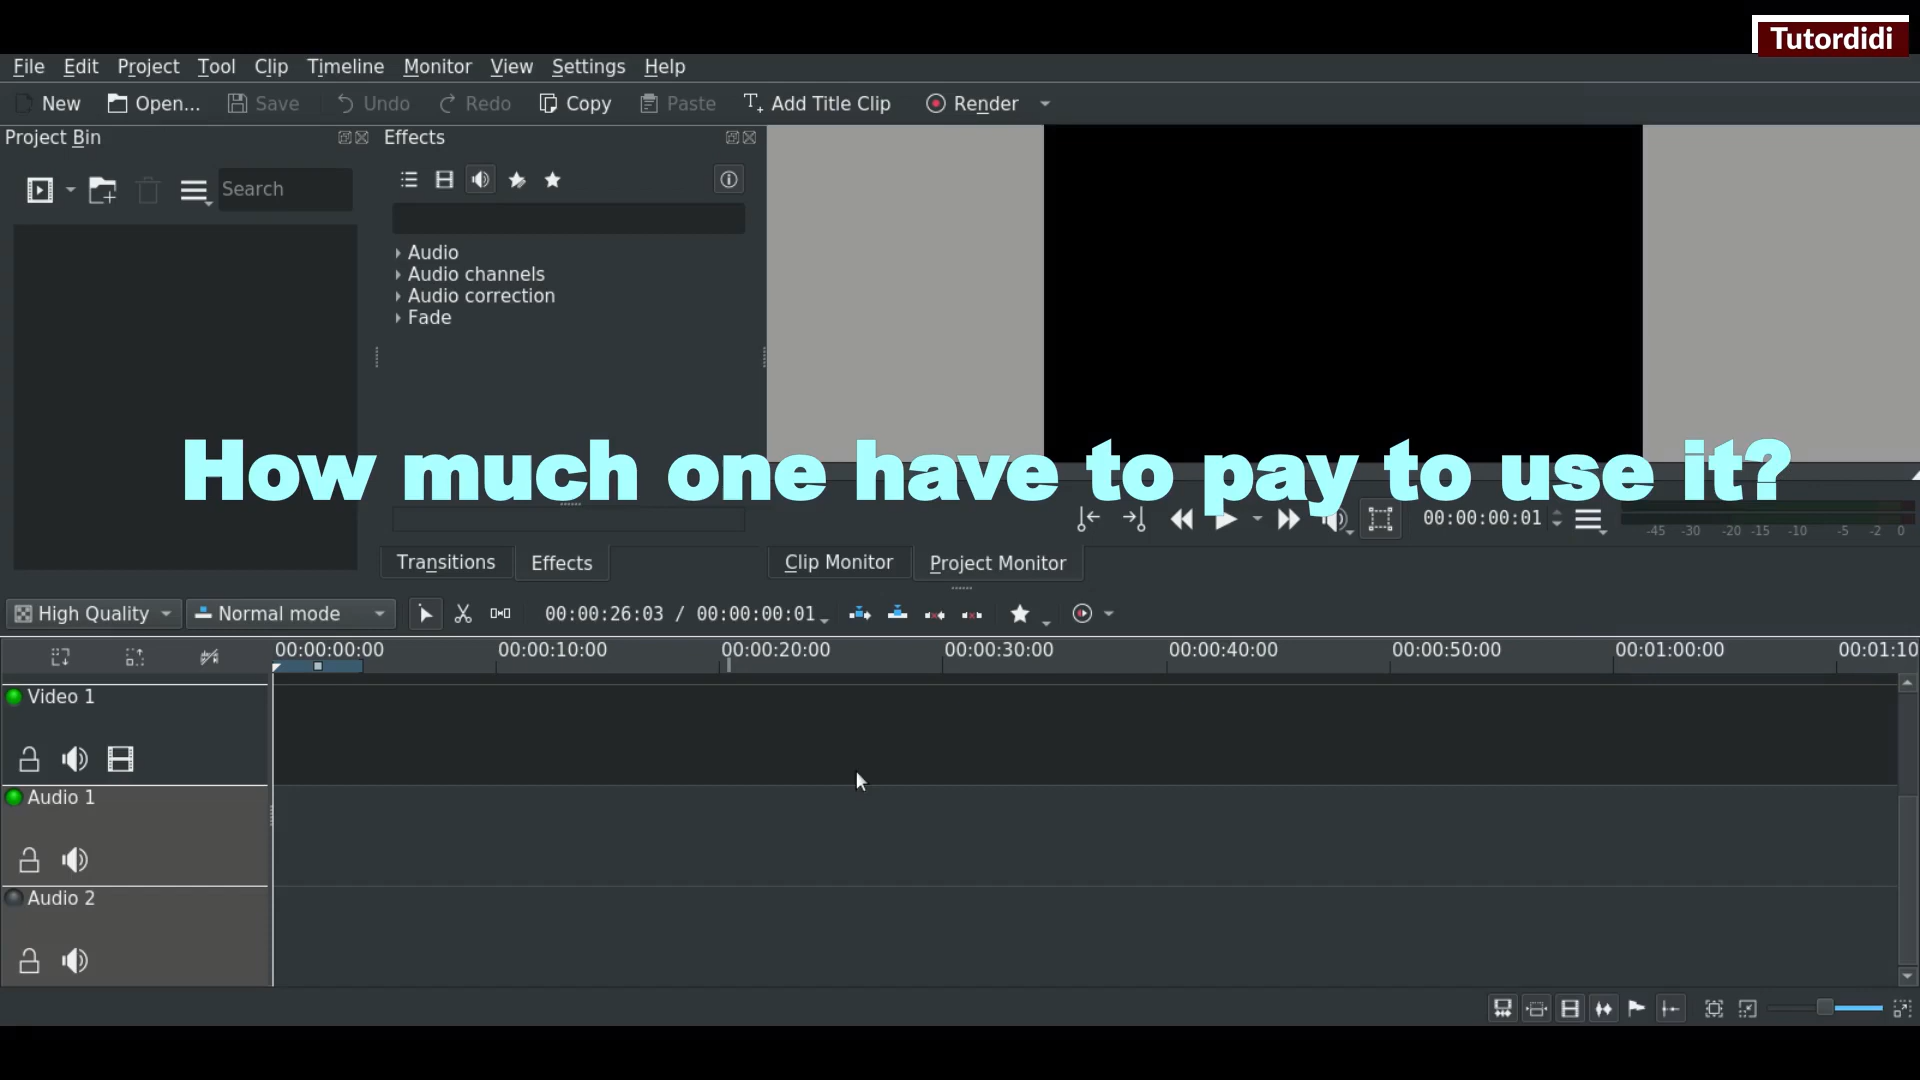 Tutordidi
File Edit Project Tool Clip Timeline Monitor View Settings Help
New Open... Save Undo Redo Copy Paste Add Title Clip Render
Project Bin
Effects
Search
Audio
Audio channels
Audio correction
Fade
How much one have to pay to use it?
00:00:00:01
-45 -30 -20 -15 -10 -5 -2 0
Transitions Effects Clip Monitor Project Monitor
High Quality Normal mode 00:00:26:03 / 00:00:00:01
00:00:00:00 00:00:10:00 00:00:20:00 00:00:30:00 00:00:40:00 00:00:50:00 00:01:00:00 00:01:10
Video 1
Audio 1
Audio 2